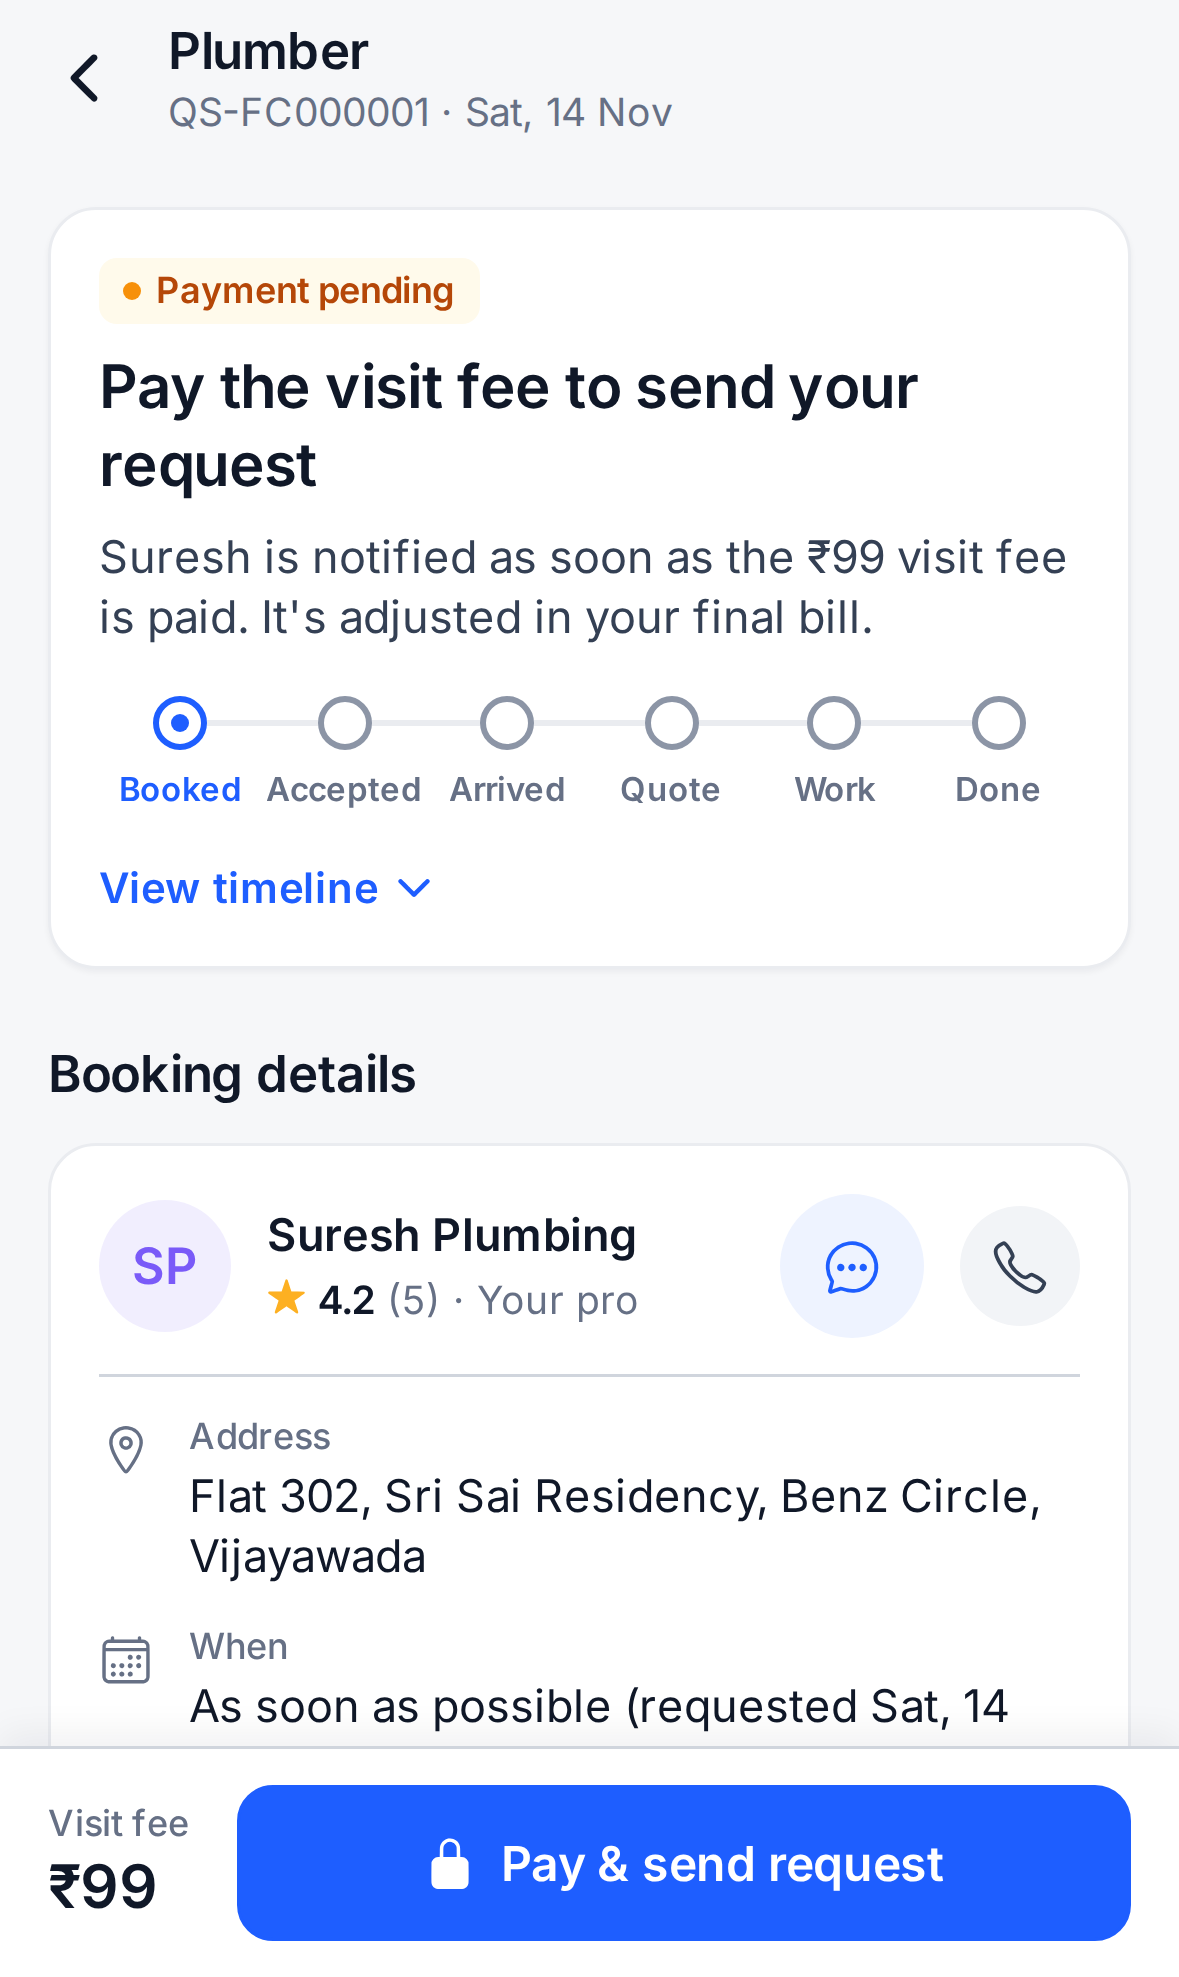 Plumber
QS-FC000001 · Sat, 14 Nov
Payment pending
Pay the visit fee to send your
request
Suresh is notified as soon as the ₹99 visit fee
is paid. It's adjusted in your final bill.
Booked Accepted Arrived Quote Work Done
View timeline
Booking details
SP
Suresh Plumbing
4.2 (5) · Your pro
Address
Flat 302, Sri Sai Residency, Benz Circle,
Vijayawada
When
As soon as possible (requested Sat, 14
Visit fee
₹99
Pay & send request